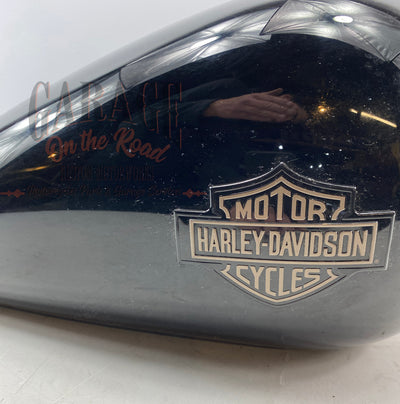 GARAGE
On the Road
MOTOR
HARLEY-DAVIDSON
CYCLES